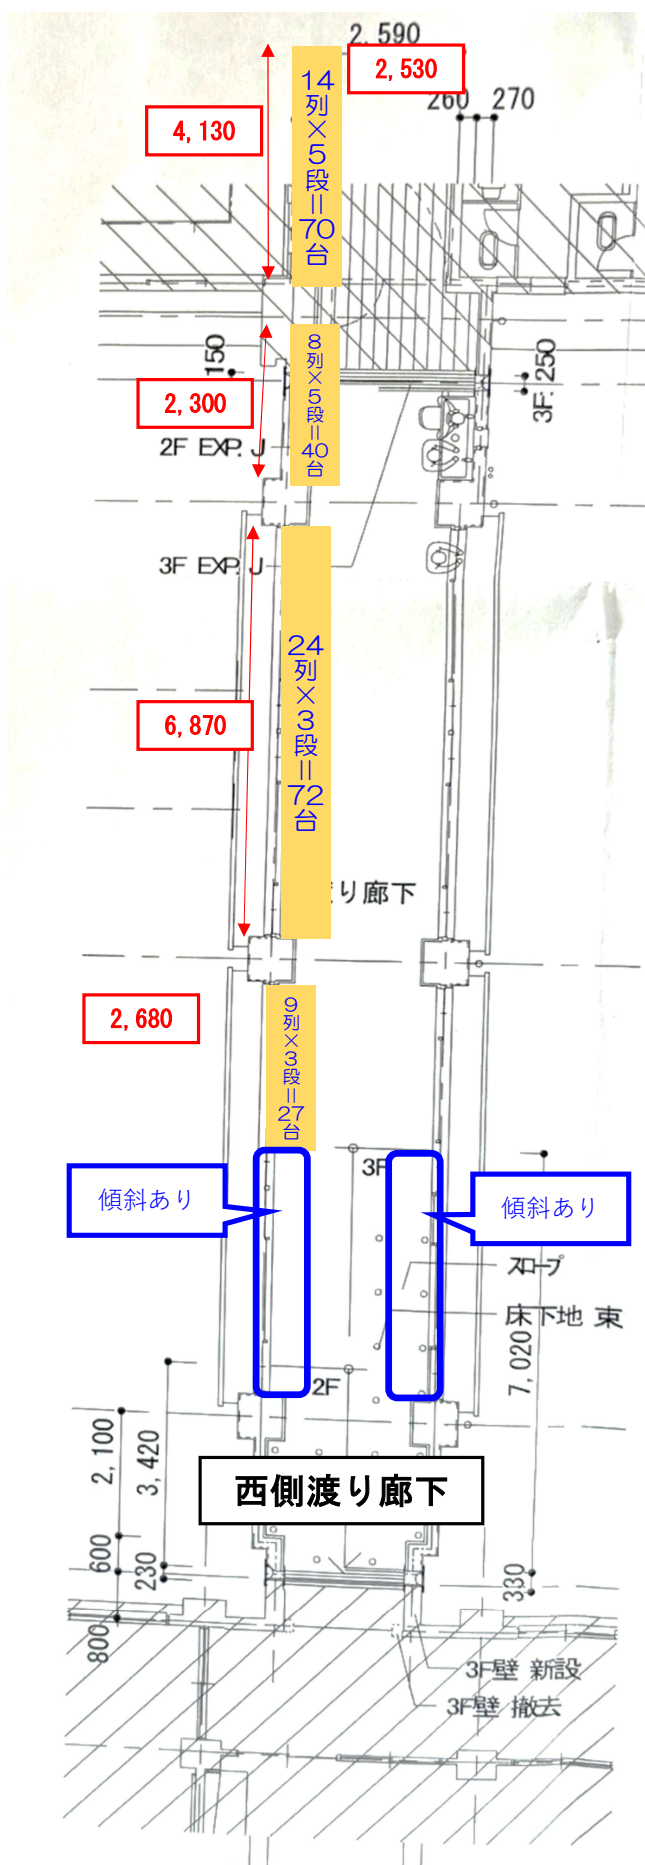 2,590
2,530
4,130
14列×5段＝70台
260
270
150
8列×5段＝40台
3F. 250
2,300
2F EXP. J
3F EXP. J
24列×3段＝72台
6,870
り廊下
2,680
9列×3段＝27台
3F
傾斜あり
傾斜あり
スロープ
床下地 束
7,020
2F
2,100
3,420
西側渡り廊下
600
230
330
800
3F壁 新設
3F壁 撤去